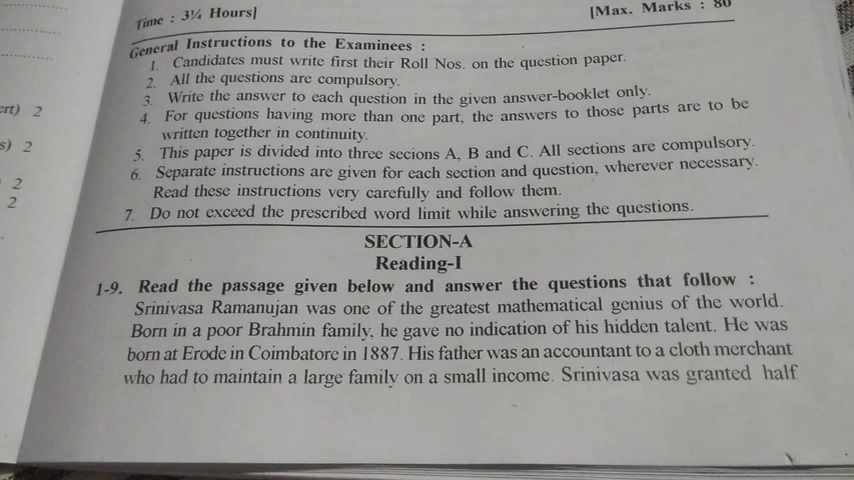 Time : 3¼ Hours]
[Max. Marks : 80
General Instructions to the Examinees :
1. Candidates must write first their Roll Nos. on the question paper.
2. All the questions are compulsory.
3. Write the answer to each question in the given answer-booklet only.
4. For questions having more than one part, the answers to those parts are to be
written together in continuity.
5. This paper is divided into three secions A, B and C. All sections are compulsory.
6. Separate instructions are given for each section and question, wherever necessary.
Read these instructions very carefully and follow them.
7. Do not exceed the prescribed word limit while answering the questions.
SECTION-A
Reading-I
1-9. Read the passage given below and answer the questions that follow :
Srinivasa Ramanujan was one of the greatest mathematical genius of the world.
Born in a poor Brahmin family, he gave no indication of his hidden talent. He was
born at Erode in Coimbatore in 1887. His father was an accountant to a cloth merchant
who had to maintain a large family on a small income. Srinivasa was granted half
2
2
2
2